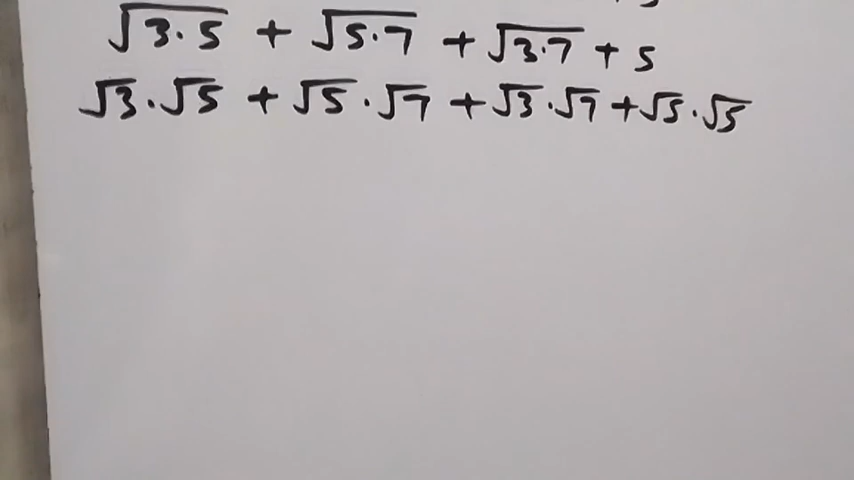 √3·5 + √5·7 + √3·7 + 5
√3·√5 + √5·√7 + √3·√7 + √5·√5